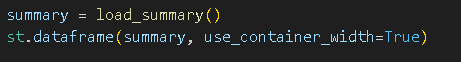 summary = load_summary()
st.dataframe(summary, use_container_width=True)